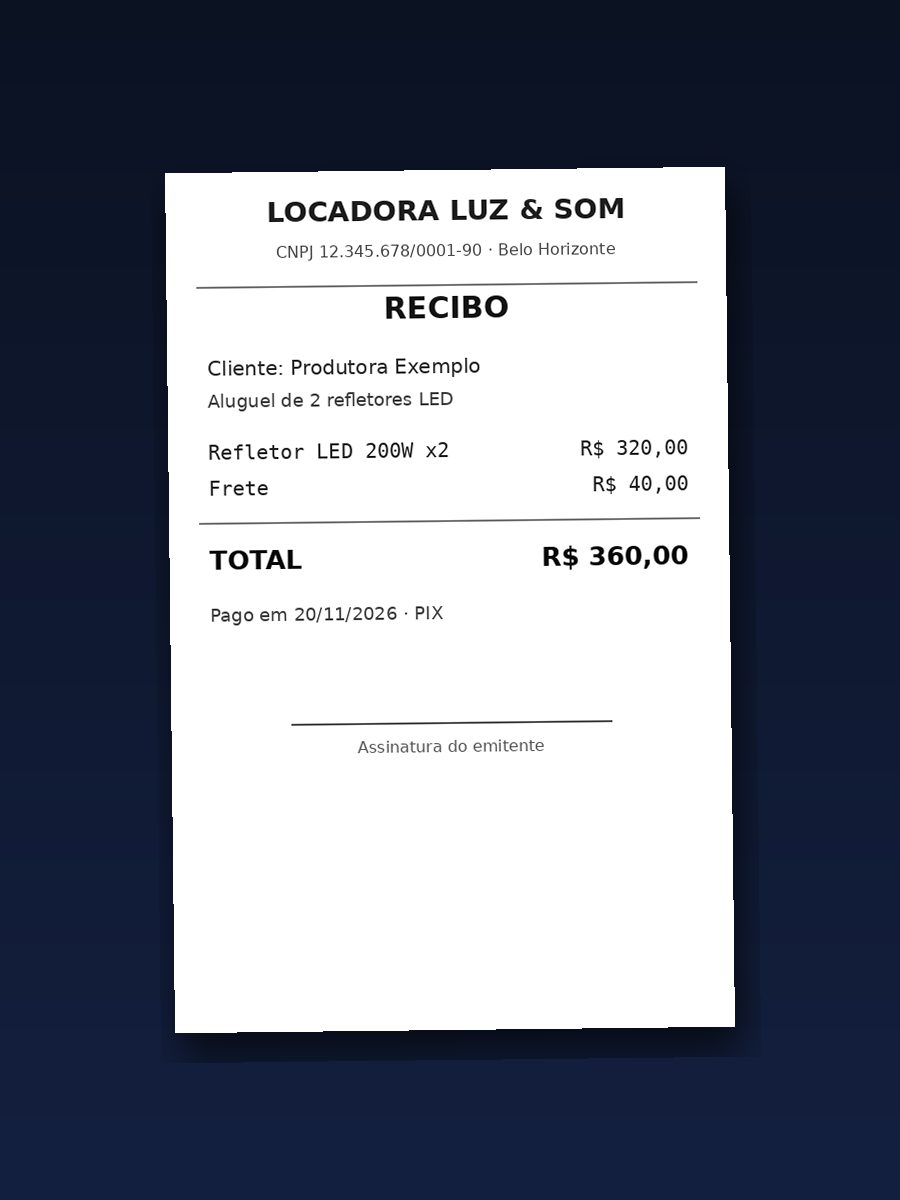 LOCADORA LUZ & SOM
CNPJ 12.345.678/0001-90 · Belo Horizonte
RECIBO
Cliente: Produtora Exemplo
Aluguel de 2 refletores LED
Refletor LED 200W x2 R$ 320,00
Frete R$ 40,00
TOTAL R$ 360,00
Pago em 20/11/2026 · PIX
Assinatura do emitente